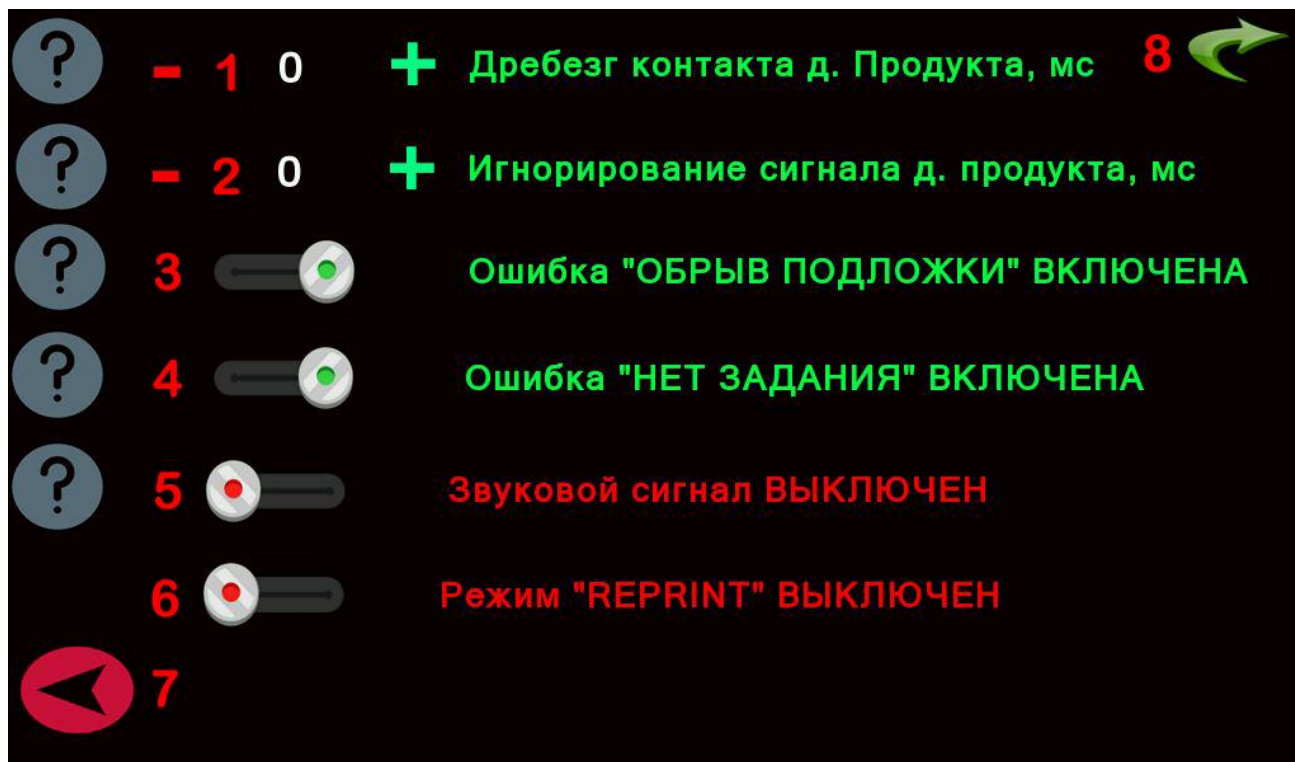 ? - 1 0 + Дребезг контакта д. Продукта, мс 8
? - 2 0 + Игнорирование сигнала д. продукта, мс
? 3 Ошибка "ОБРЫВ ПОДЛОЖКИ" ВКЛЮЧЕНА
? 4 Ошибка "НЕТ ЗАДАНИЯ" ВКЛЮЧЕНА
? 5 Звуковой сигнал ВЫКЛЮЧЕН
6 Режим "REPRINT" ВЫКЛЮЧЕН
7